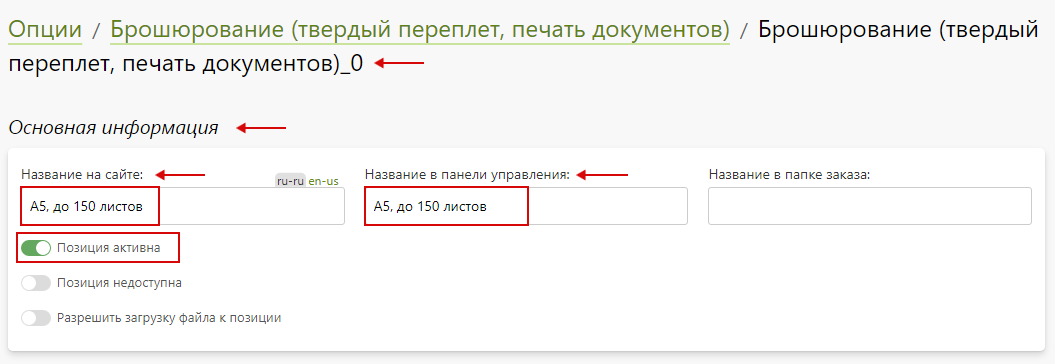 Опции / Брошюрование (твердый переплет, печать документов) / Брошюрование (твердый
переплет, печать документов)_0
Основная информация
Название на сайте: ru-ru en-us Название в панели управления: Название в папке заказа:
А5, до 150 листов А5, до 150 листов
Позиция активна
Позиция недоступна
Разрешить загрузку файла к позиции